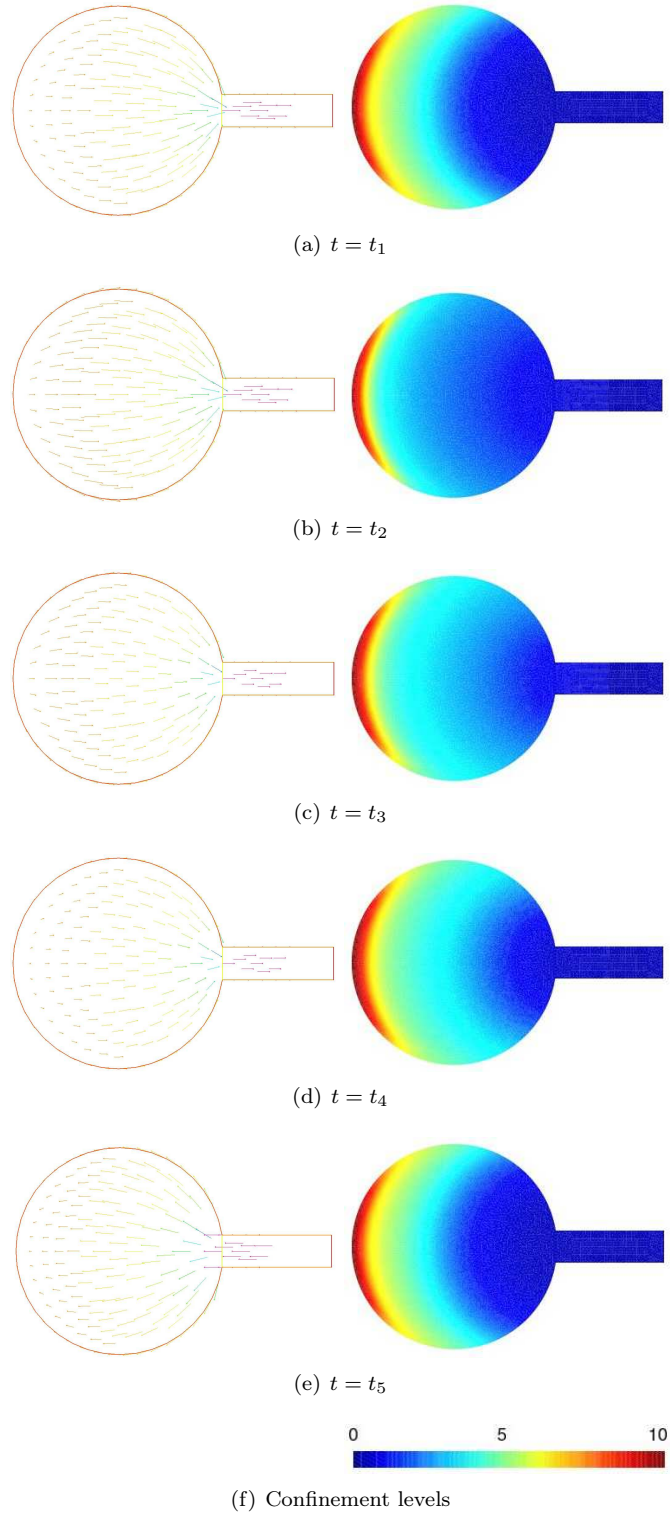 (a) t = t₁
(b) t = t₂
(c) t = t₃
(d) t = t₄
(e) t = t₅
0 5 10
(f) Confinement levels